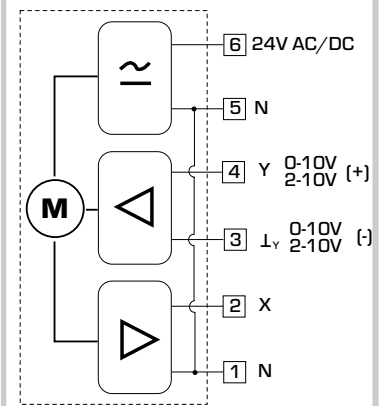 6 24V AC/DC
5 N
4 Y 0-10V 2-10V (+)
M
3 ⊥Y 0-10V 2-10V (-)
2 X
1 N